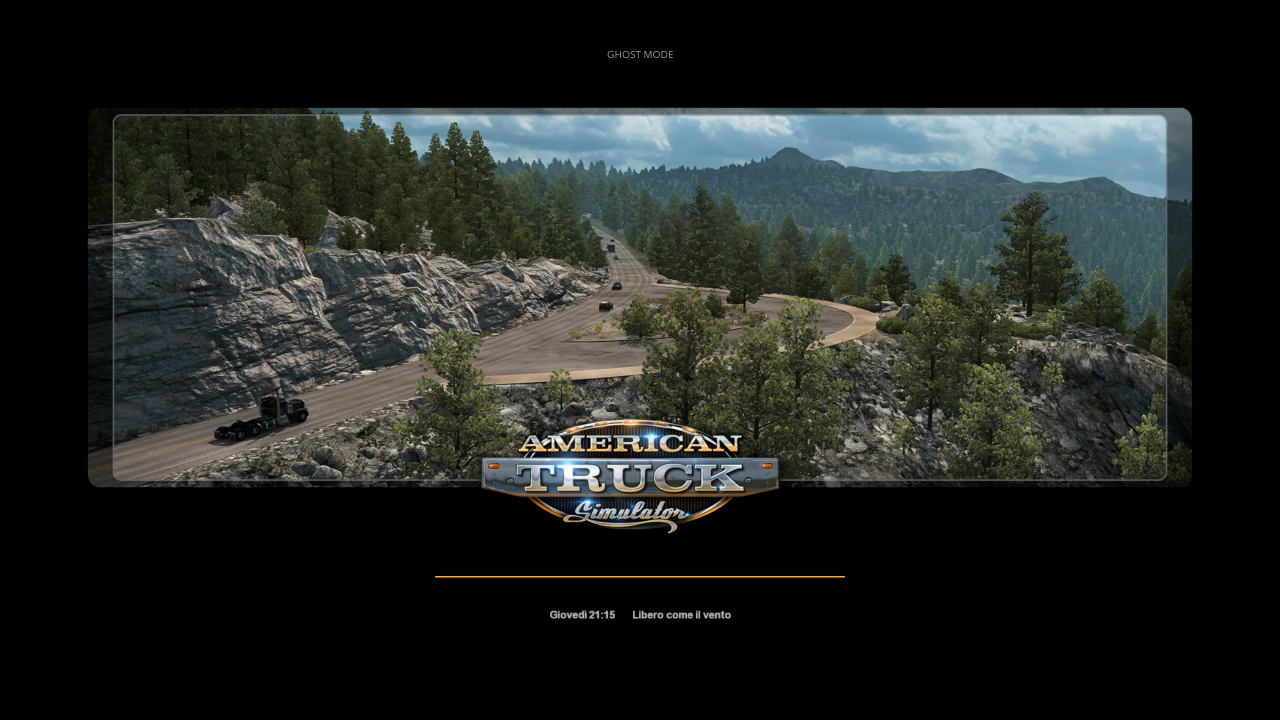 GHOST MODE
AMERICAN
TRUCK
Simulator
Giovedì 21:15 Libero come il vento